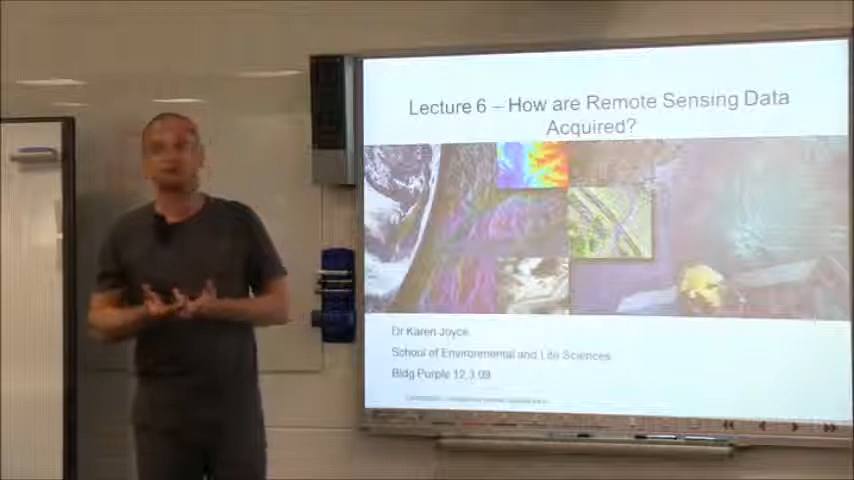 Lecture 6 – How are Remote Sensing Data
Acquired?
Dr Karen Joyce
School of Environmental and Life Sciences
Bldg Purple 12.3.09